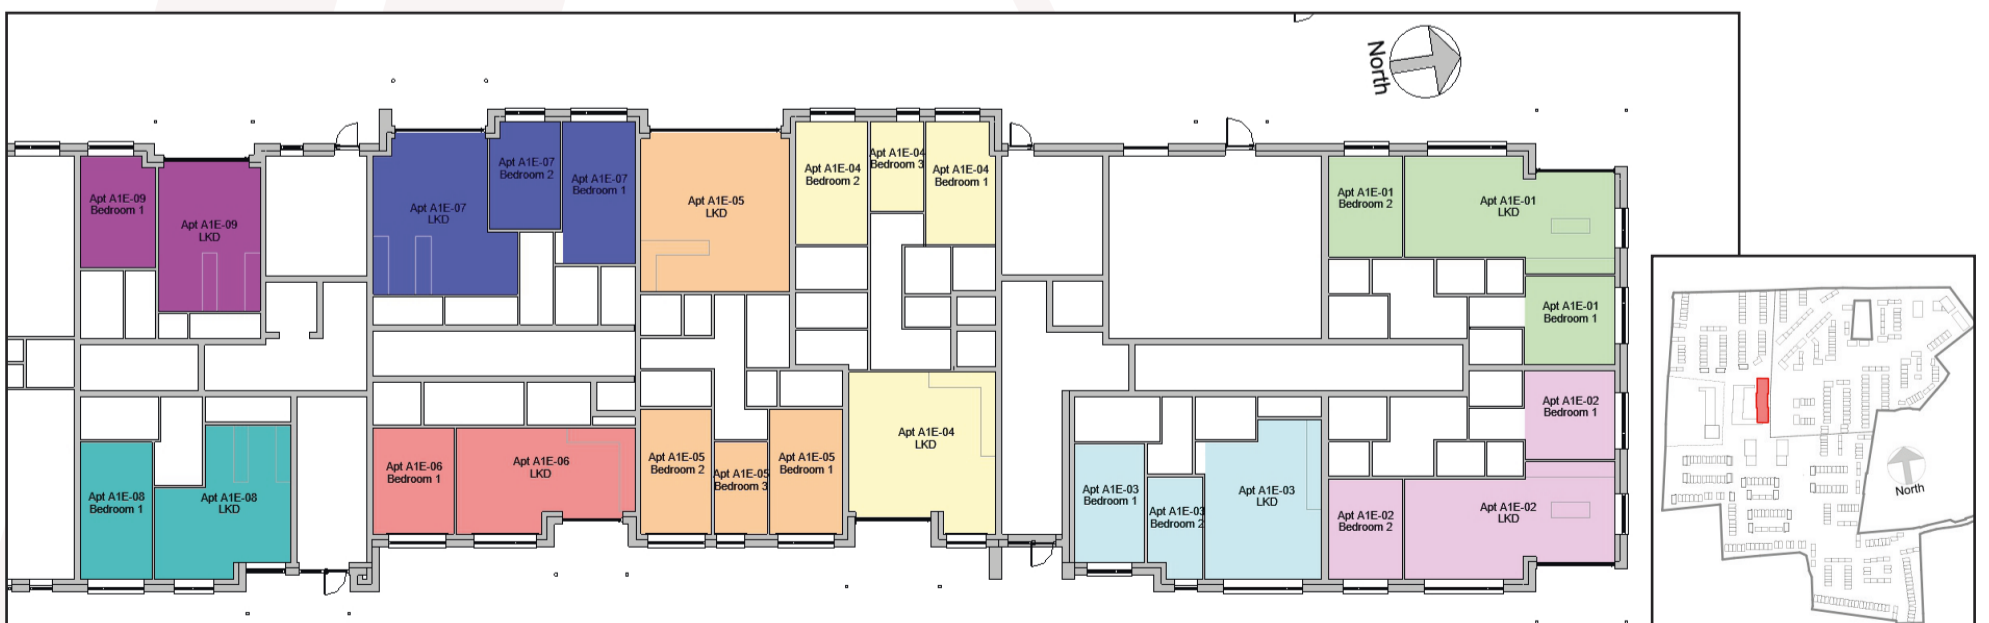 North
Apt A1E-09
Bedroom 1
Apt A1E-09
LKD
Apt A1E-07
LKD
Apt A1E-07
Bedroom 2
Apt A1E-07
Bedroom 1
Apt A1E-05
LKD
Apt A1E-04
Bedroom 2
Apt A1E-04
Bedroom 3
Apt A1E-04
Bedroom 1
Apt A1E-01
Bedroom 2
Apt A1E-01
LKD
Apt A1E-01
Bedroom 1
Apt A1E-02
Bedroom 1
Apt A1E-08
Bedroom 1
Apt A1E-08
LKD
Apt A1E-06
Bedroom 1
Apt A1E-06
LKD
Apt A1E-05
Bedroom 2
Apt A1E-05
Bedroom 3
Apt A1E-05
Bedroom 1
Apt A1E-04
LKD
Apt A1E-03
Bedroom 1
Apt A1E-03
Bedroom 2
Apt A1E-03
LKD
Apt A1E-02
Bedroom 2
Apt A1E-02
LKD
North